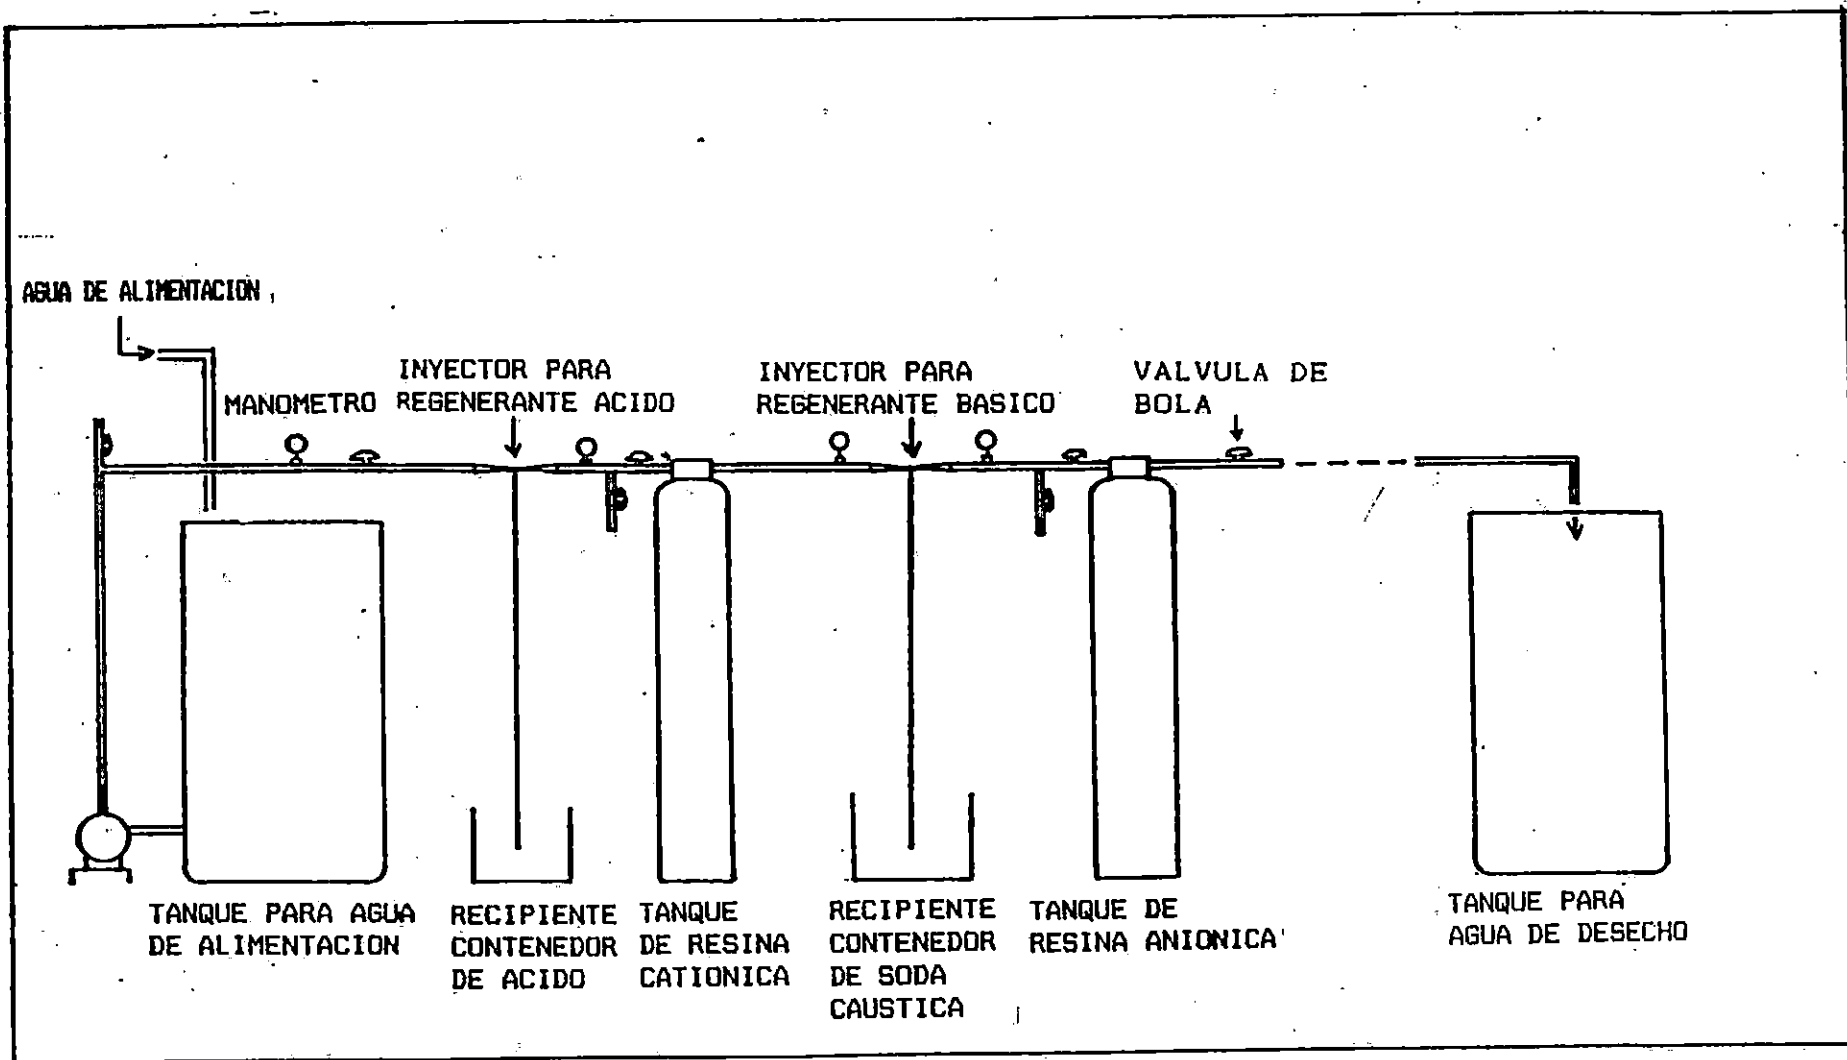 AGUA DE ALIMENTACION
MANOMETRO
INYECTOR PARA
REGENERANTE ACIDO
INYECTOR PARA
REGENERANTE BASICO
VALVULA DE
BOLA
TANQUE PARA AGUA
DE ALIMENTACION
RECIPIENTE
CONTENEDOR
DE ACIDO
TANQUE
DE RESINA
CATIONICA
RECIPIENTE
CONTENEDOR
DE SODA
CAUSTICA
TANQUE DE
RESINA ANIONICA
TANQUE PARA
AGUA DE DESECHO